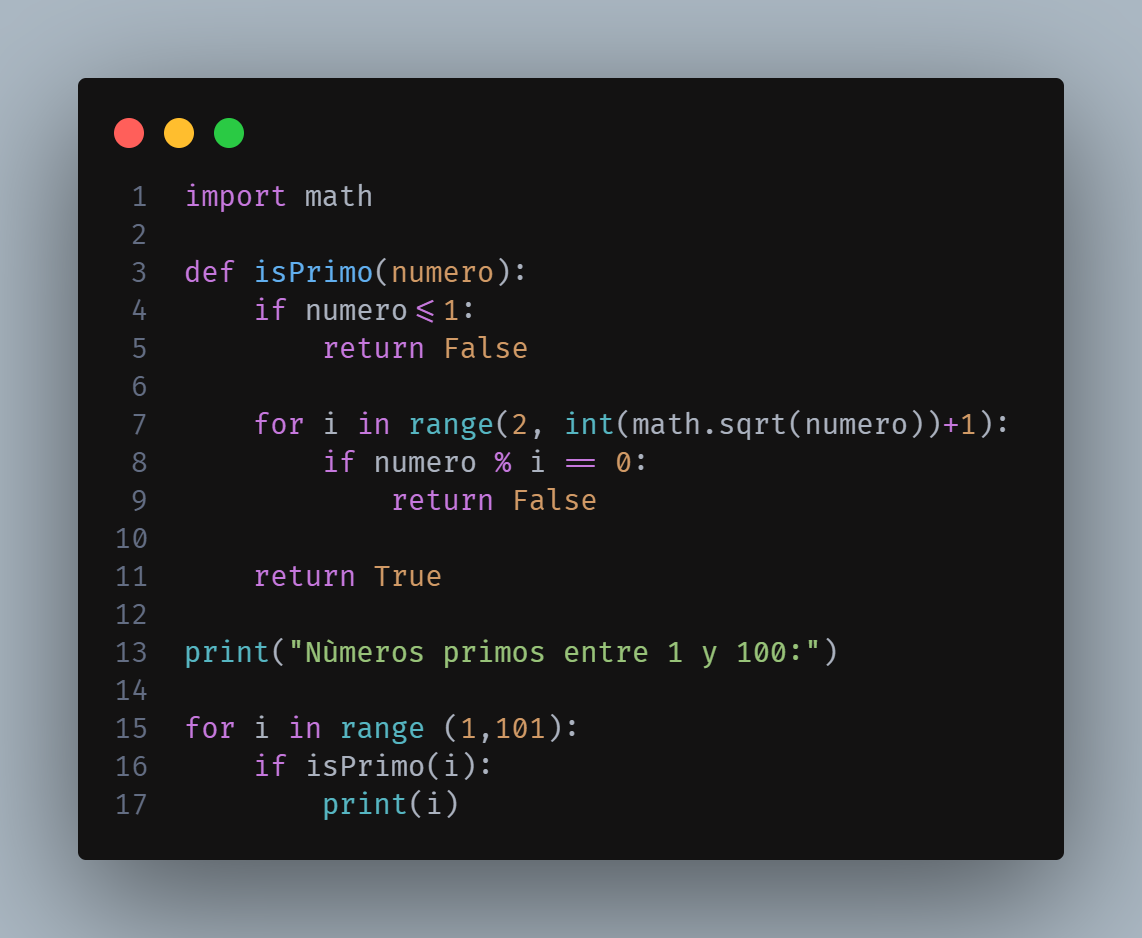 1 import math
2
3 def isPrimo(numero):
4     if numero<=1:
5         return False
6
7     for i in range(2, int(math.sqrt(numero))+1):
8         if numero % i == 0:
9             return False
10
11     return True
12
13 print("Nùmeros primos entre 1 y 100:")
14
15 for i in range (1,101):
16     if isPrimo(i):
17         print(i)